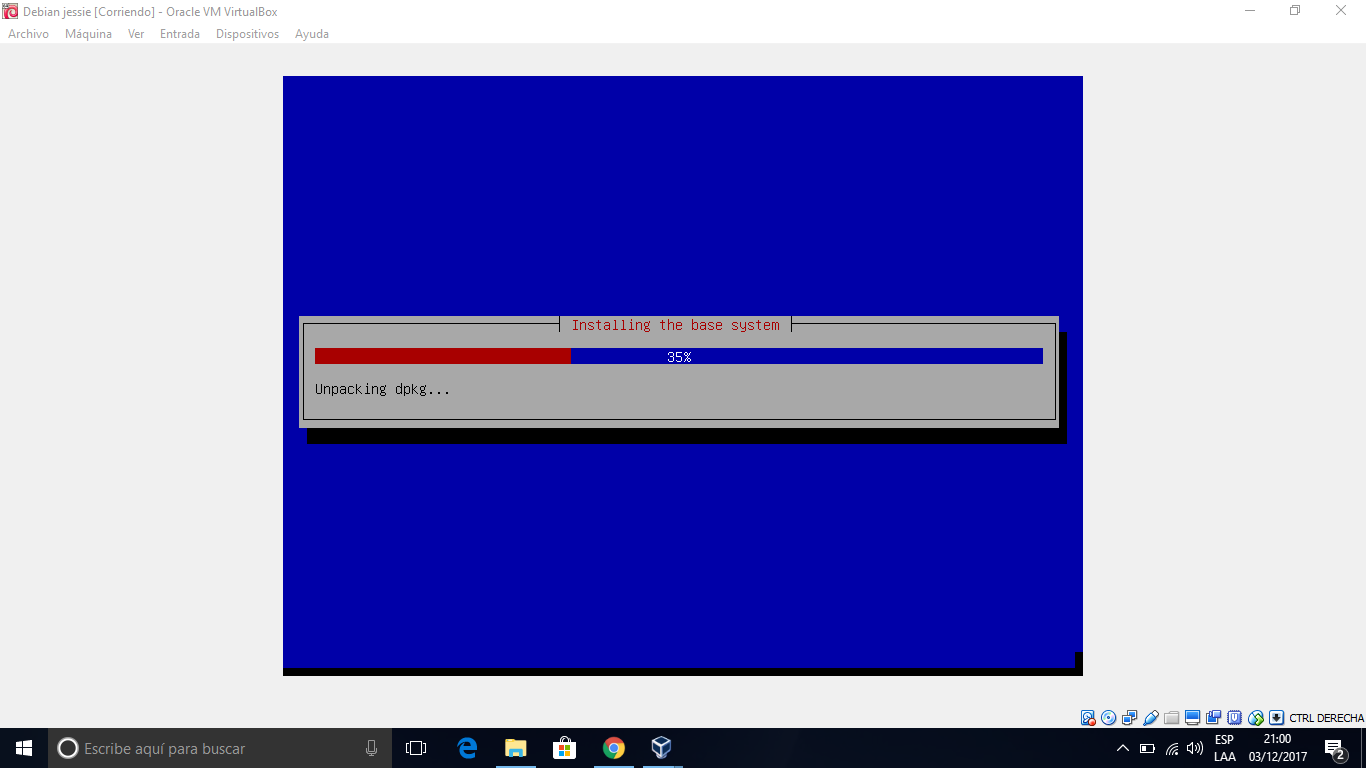 Debian jessie [Corriendo] - Oracle VM VirtualBox
Archivo Máquina Ver Entrada Dispositivos Ayuda
Installing the base system
35%
Unpacking dpkg...
CTRL DERECHA
Escribe aquí para buscar
ESP
LAA
21:00
03/12/2017
2